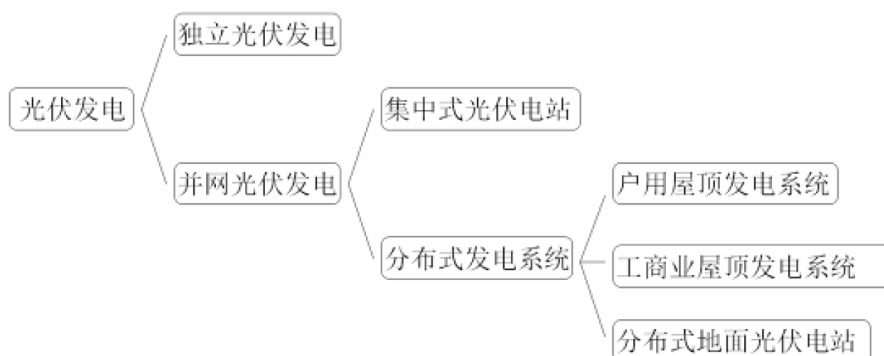 独立光伏发电
光伏发电
集中式光伏电站
并网光伏发电
户用屋顶发电系统
分布式发电系统
工商业屋顶发电系统
分布式地面光伏电站